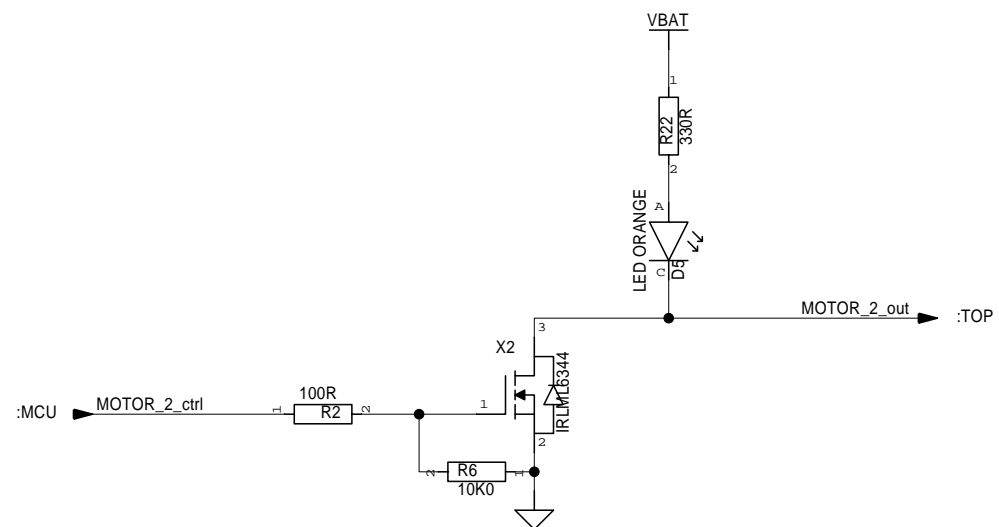 VBAT
1
R22
330R
2
A
LED ORANGE
C
D5
MOTOR_2_out
:TOP
3
X2
IRLML6344
100R
:MCU
MOTOR_2_ctrl
1
R2
2
1
2
2
R6
1
10K0